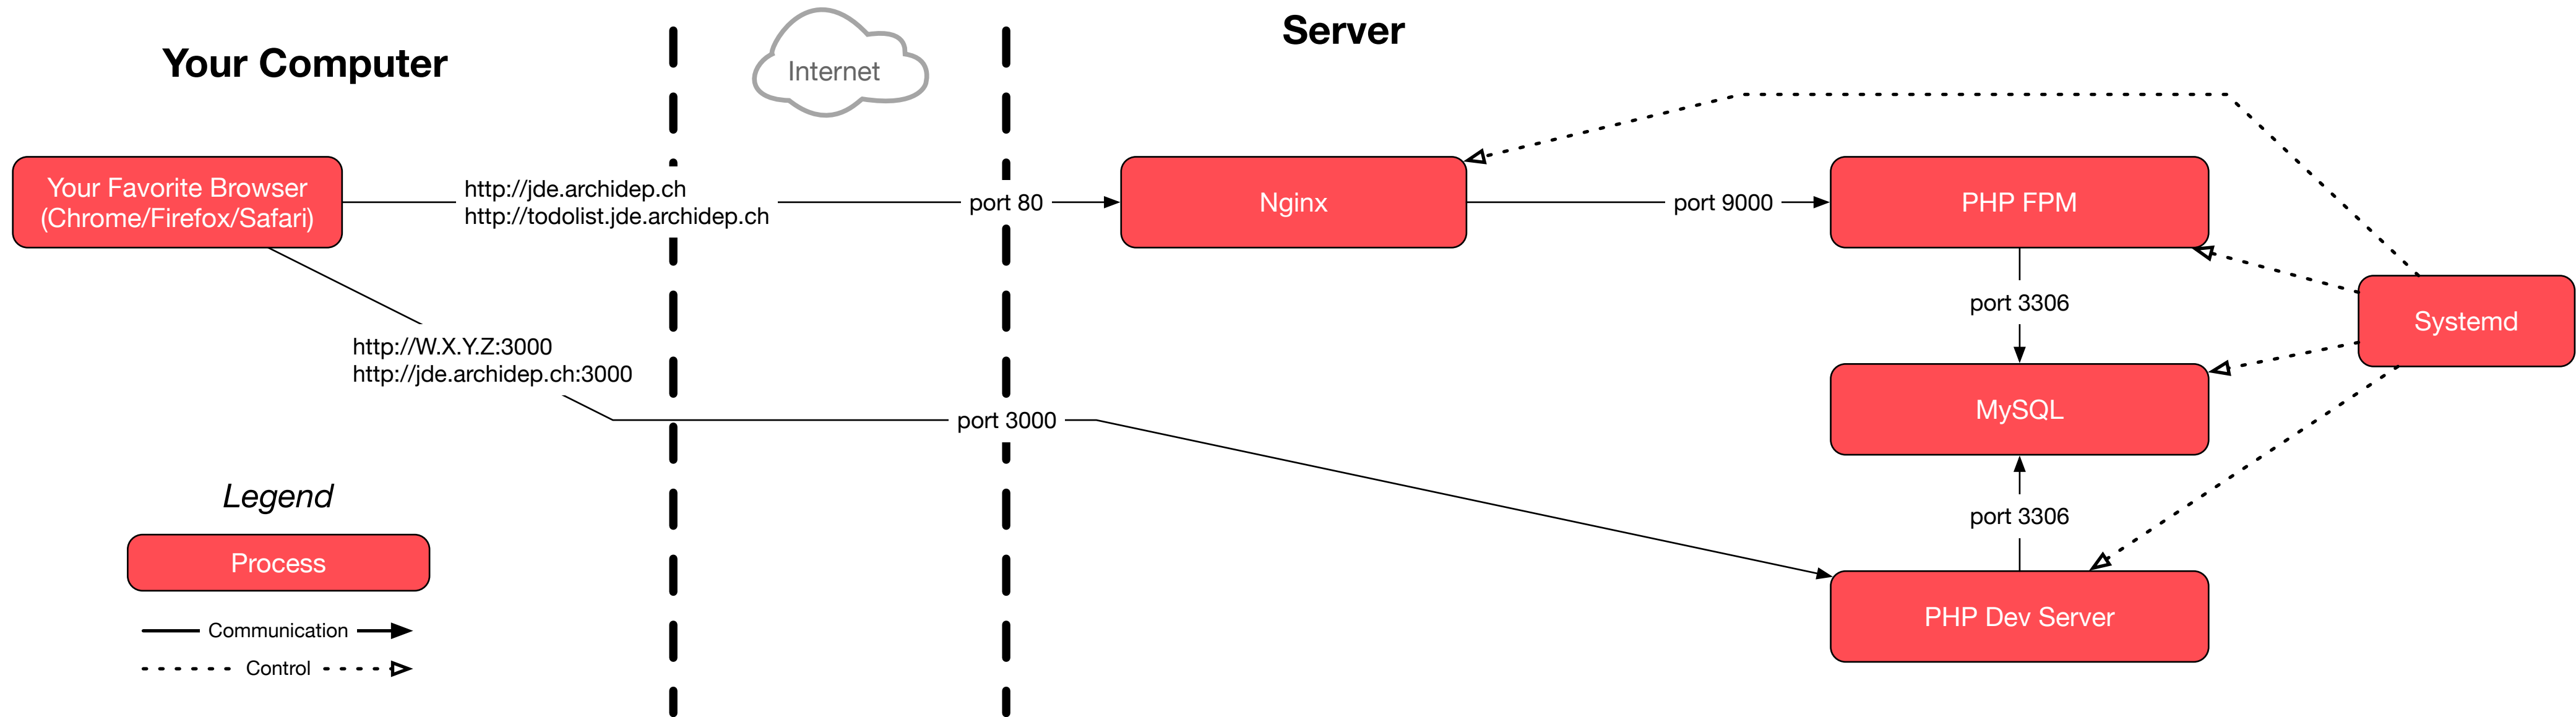 Your Computer
Internet
Server
Your Favorite Browser
(Chrome/Firefox/Safari)
http://jde.archidep.ch
http://todolist.jde.archidep.ch
port 80
Nginx
port 9000
PHP FPM
port 3306
Systemd
http://W.X.Y.Z:3000
http://jde.archidep.ch:3000
port 3000
MySQL
port 3306
PHP Dev Server
Legend
Process
Communication
Control